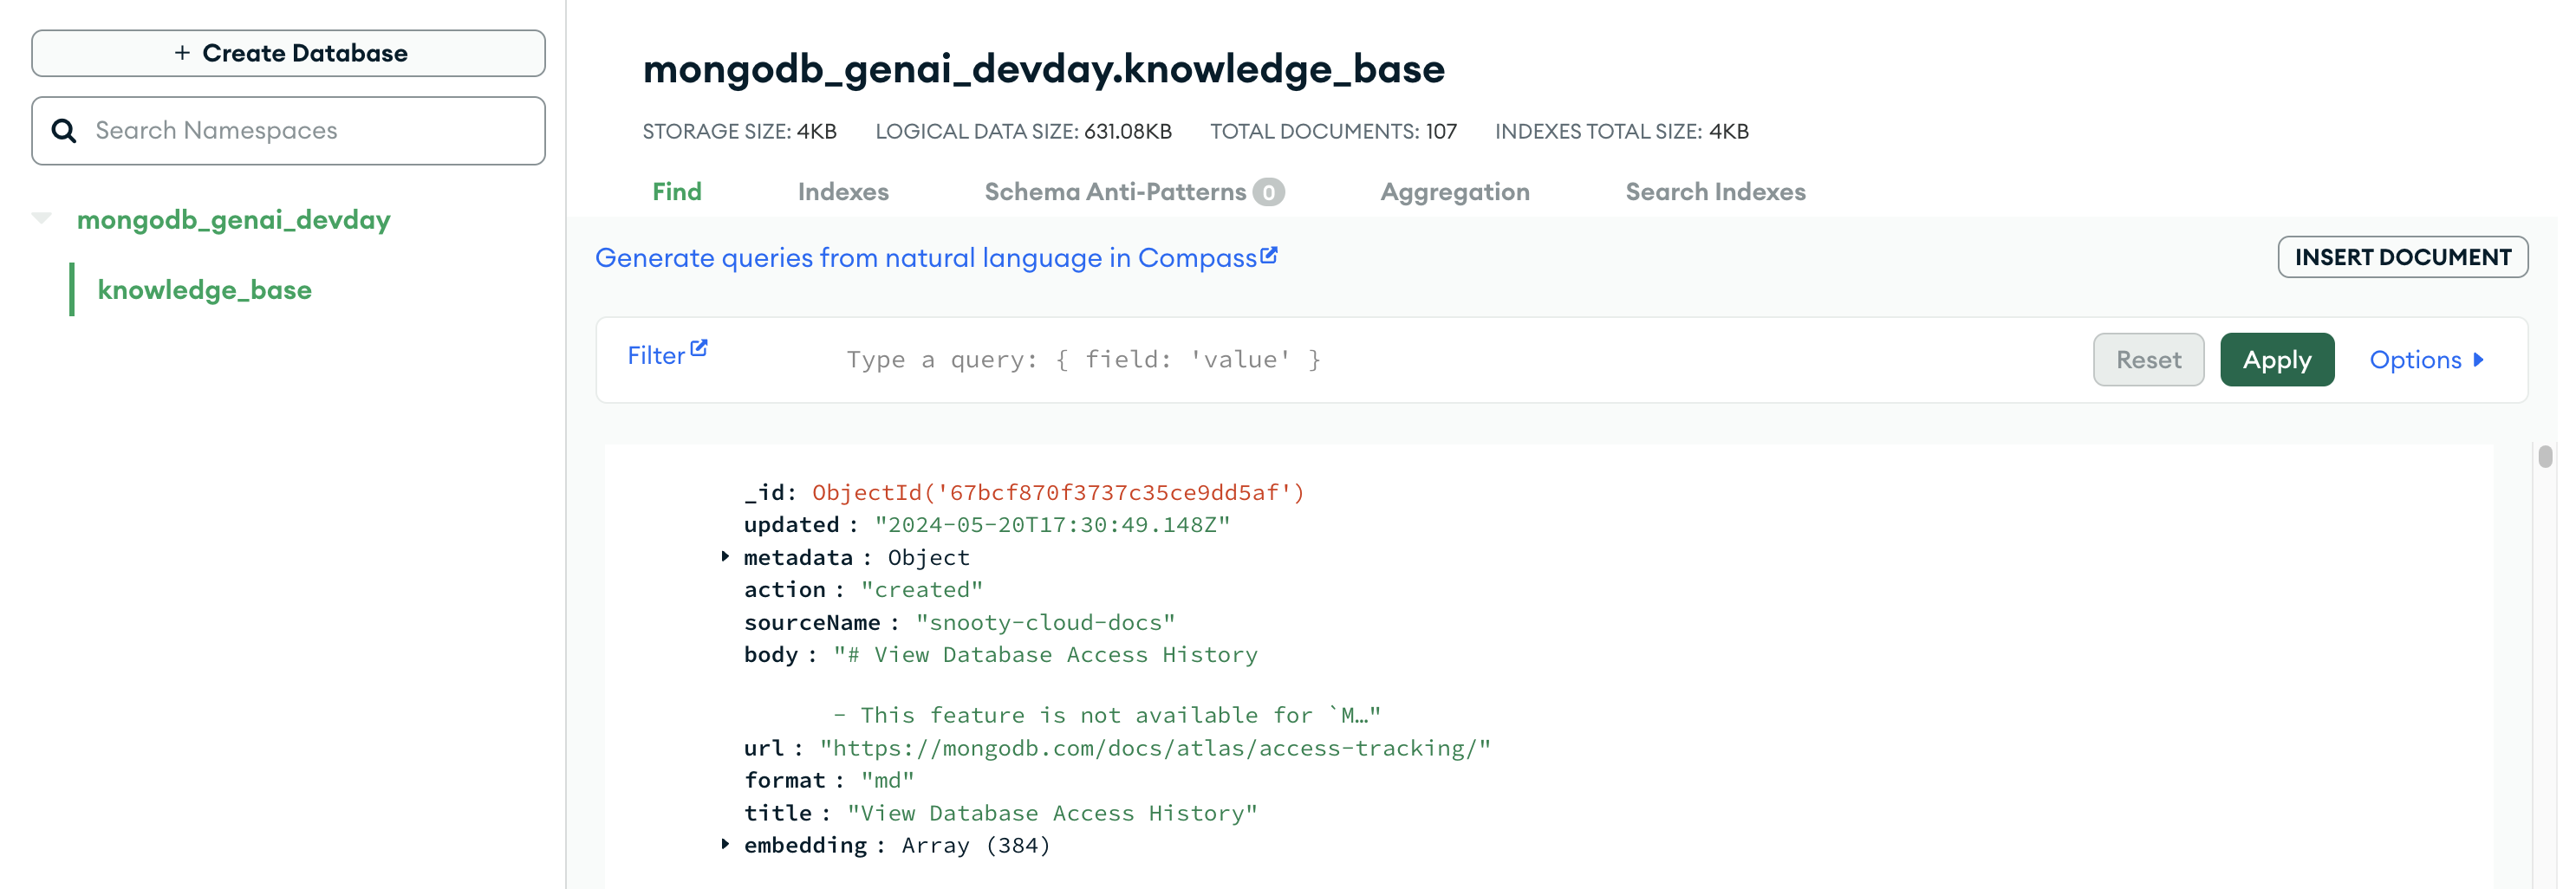 + Create Database
Search Namespaces
mongodb_genai_devday
knowledge_base
mongodb_genai_devday.knowledge_base
STORAGE SIZE: 4KB LOGICAL DATA SIZE: 631.08KB TOTAL DOCUMENTS: 107 INDEXES TOTAL SIZE: 4KB
Find Indexes Schema Anti-Patterns 0 Aggregation Search Indexes
Generate queries from natural language in Compass
INSERT DOCUMENT
Filter Type a query: { field: 'value' } Reset Apply Options
_id: ObjectId('67bcf870f3737c35ce9dd5af')
updated : "2024-05-20T17:30:49.148Z"
metadata : Object
action : "created"
sourceName : "snooty-cloud-docs"
body : "# View Database Access History
- This feature is not available for `M…"
url : "https://mongodb.com/docs/atlas/access-tracking/"
format : "md"
title : "View Database Access History"
embedding : Array (384)